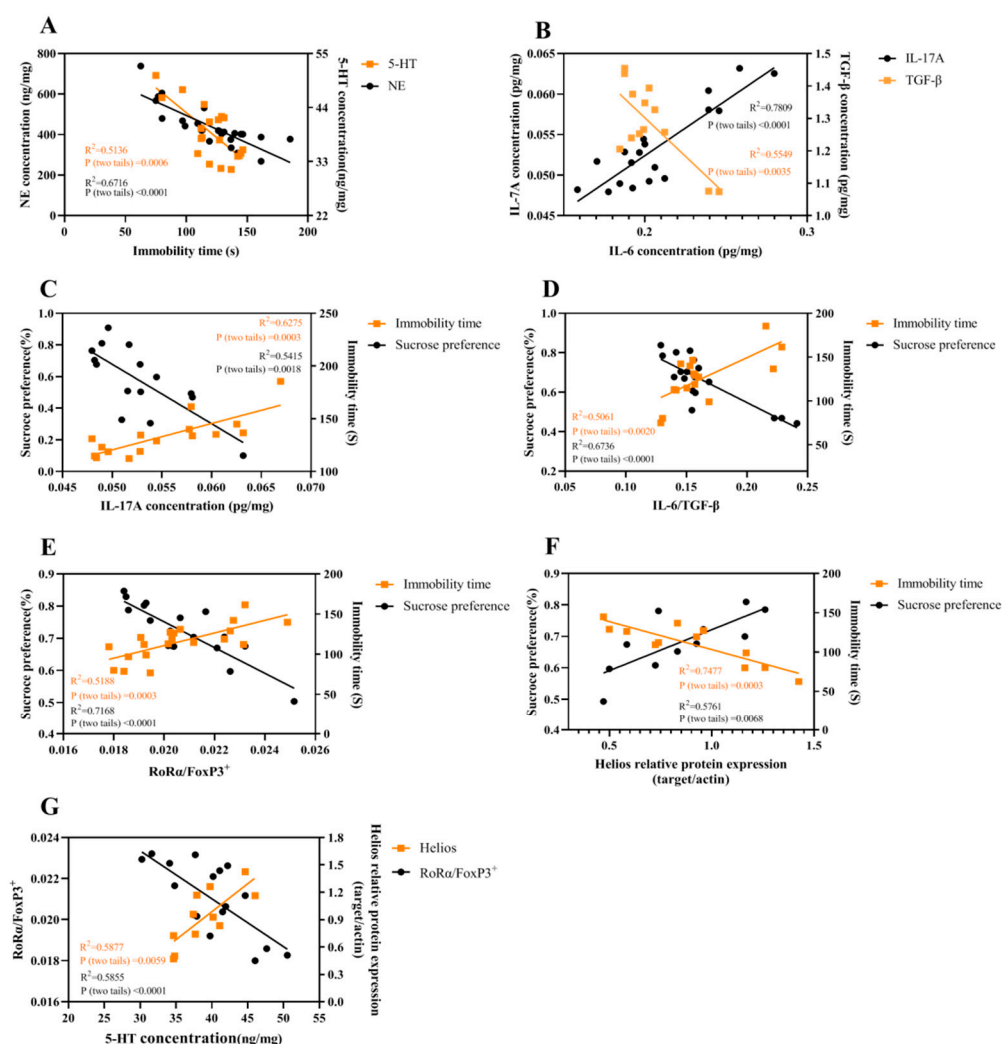 A
NE concentration (ng/mg)
800
600
400
200
0
55
44
33
22
5-HT concentration(ng/mg)
5-HT
NE
R²=0.5136
P (two tails) =0.0006
R²=0.6716
P (two tails) <0.0001
0
50
100
150
200
Immobility time (s)
B
IL-7A concentration (pg/mg)
0.065
0.060
0.055
0.050
0.045
1.5
1.4
1.3
1.2
1.1
1.0
TGF-β concentration (pg/mg)
IL-17A
TGF-β
R²=0.7809
P (two tails) <0.0001
R²=0.5549
P (two tails) =0.0035
0.2
0.3
IL-6 concentration (pg/mg)
C
Sucroce preference(%)
1.0
0.8
0.6
0.4
0.2
0.0
250
200
150
100
Immobility time (S)
Immobility time
Sucrose preference
R²=0.6275
P (two tails) =0.0003
R²=0.5415
P (two tails) =0.0018
0.045
0.050
0.055
0.060
0.065
0.070
IL-17A concentration (pg/mg)
D
Sucroce preference(%)
1.0
0.8
0.6
0.4
0.2
200
150
100
50
0
Immobility time (S)
Immobility time
Sucrose preference
R²=0.5061
P (two tails) =0.0020
R²=0.6736
P (two tails) <0.0001
0.05
0.10
0.15
0.20
0.25
IL-6/TGF-β
E
Sucroce preference(%)
0.9
0.8
0.7
0.6
0.5
0.4
200
150
100
50
0
Immobility time (S)
Immobility time
Sucrose preference
R²=0.5188
P (two tails) =0.0003
R²=0.7168
P (two tails) <0.0001
0.016
0.018
0.020
0.022
0.024
0.026
RoRα/FoxP3⁺
F
Sucroce preference(%)
0.9
0.8
0.7
0.6
0.5
0.4
200
150
100
50
0
Immobility time (S)
Immobility time
Sucrose preference
R²=0.7477
P (two tails) =0.0003
R²=0.5761
P (two tails) =0.0068
0.5
1.0
1.5
Helios relative protein expression
(target/actin)
G
RoRα/FoxP3⁺
0.024
0.022
0.020
0.018
0.016
1.8
1.5
1.2
0.9
0.6
0.3
0.0
Helios relative protein expression
(target/actin)
Helios
RoRα/FoxP3⁺
R²=0.5877
P (two tails) =0.0059
R²=0.5855
P (two tails) <0.0001
20
25
30
35
40
45
50
55
5-HT concentration(ng/mg)